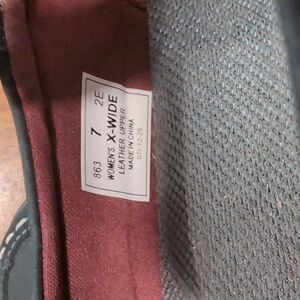 863 7 2E
WOMEN'S X-WIDE
LEATHER UPPER
MADE IN CHINA